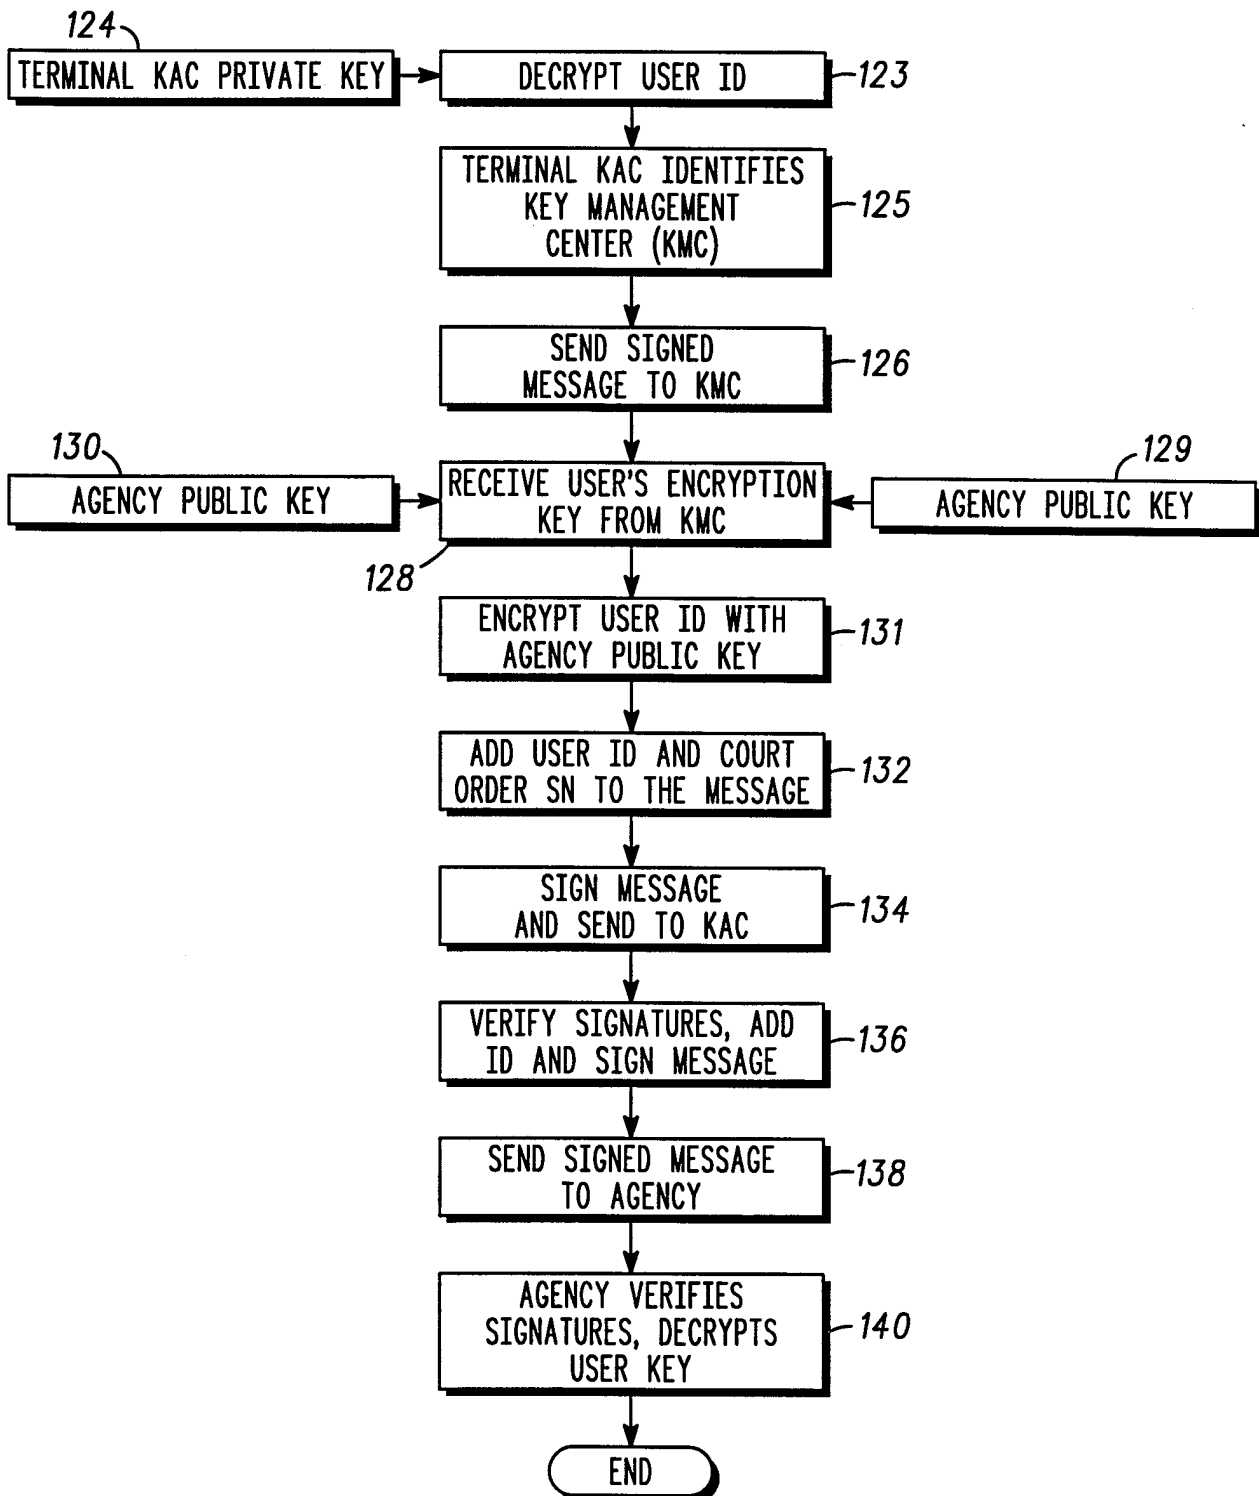 124
TERMINAL KAC PRIVATE KEY
DECRYPT USER ID
123
TERMINAL KAC IDENTIFIES
KEY MANAGEMENT
CENTER (KMC)
125
SEND SIGNED
MESSAGE TO KMC
126
130
AGENCY PUBLIC KEY
RECEIVE USER'S ENCRYPTION
KEY FROM KMC
128
129
AGENCY PUBLIC KEY
ENCRYPT USER ID WITH
AGENCY PUBLIC KEY
131
ADD USER ID AND COURT
ORDER SN TO THE MESSAGE
132
SIGN MESSAGE
AND SEND TO KAC
134
VERIFY SIGNATURES, ADD
ID AND SIGN MESSAGE
136
SEND SIGNED MESSAGE
TO AGENCY
138
AGENCY VERIFIES
SIGNATURES, DECRYPTS
USER KEY
140
END